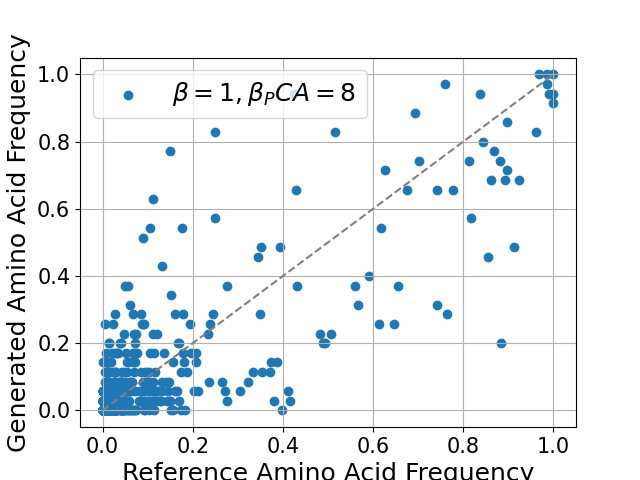 β = 1, β_PCA = 8
Generated Amino Acid Frequency
1.0
0.8
0.6
0.4
0.2
0.0
0.0 0.2 0.4 0.6 0.8 1.0
Reference Amino Acid Frequency